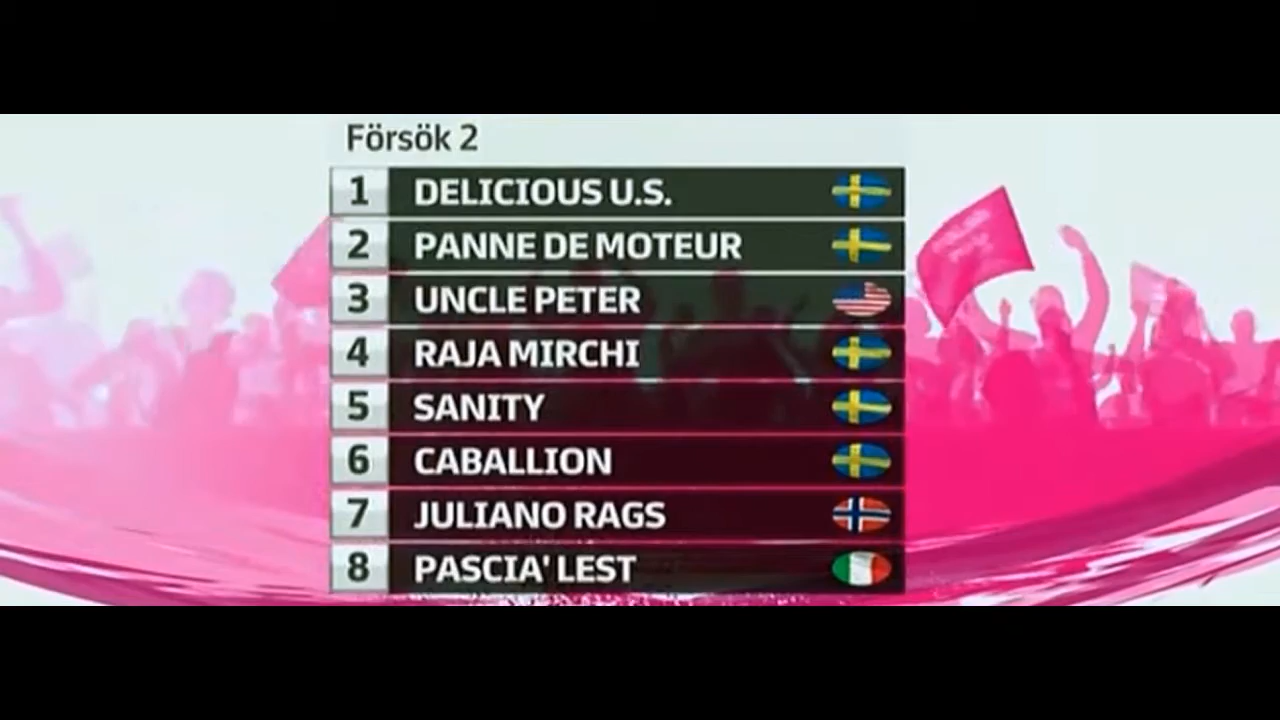 Försök 2
1 DELICIOUS U.S.
2 PANNE DE MOTEUR
3 UNCLE PETER
4 RAJA MIRCHI
5 SANITY
6 CABALLION
7 JULIANO RAGS
8 PASCIA' LEST